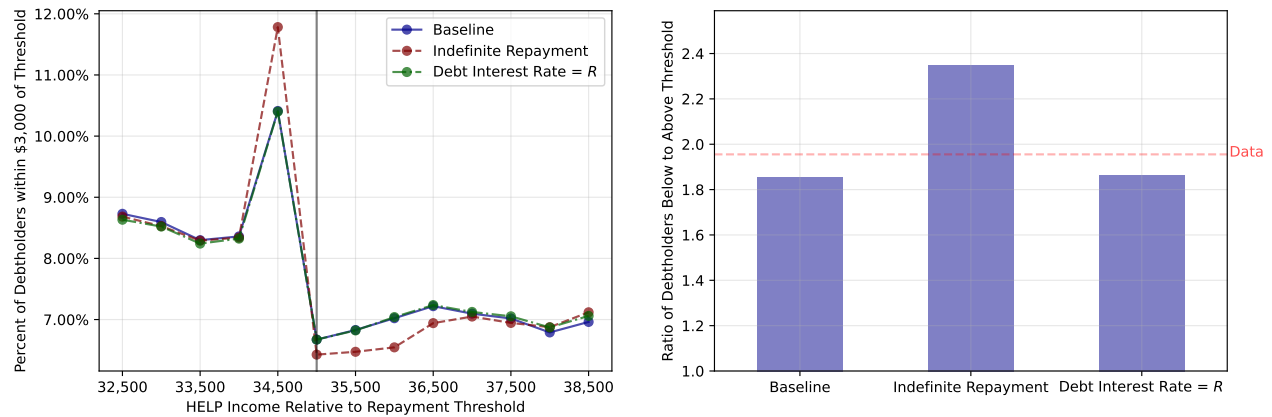 12.00%
11.00%
10.00%
9.00%
8.00%
7.00%
Percent of Debtholders within $3,000 of Threshold
Baseline
Indefinite Repayment
Debt Interest Rate = R
32,500
33,500
34,500
35,500
36,500
37,500
38,500
HELP Income Relative to Repayment Threshold
2.4
2.2
2.0
1.8
1.6
1.4
1.2
1.0
Ratio of Debtholders Below to Above Threshold
Data
Baseline
Indefinite Repayment
Debt Interest Rate = R